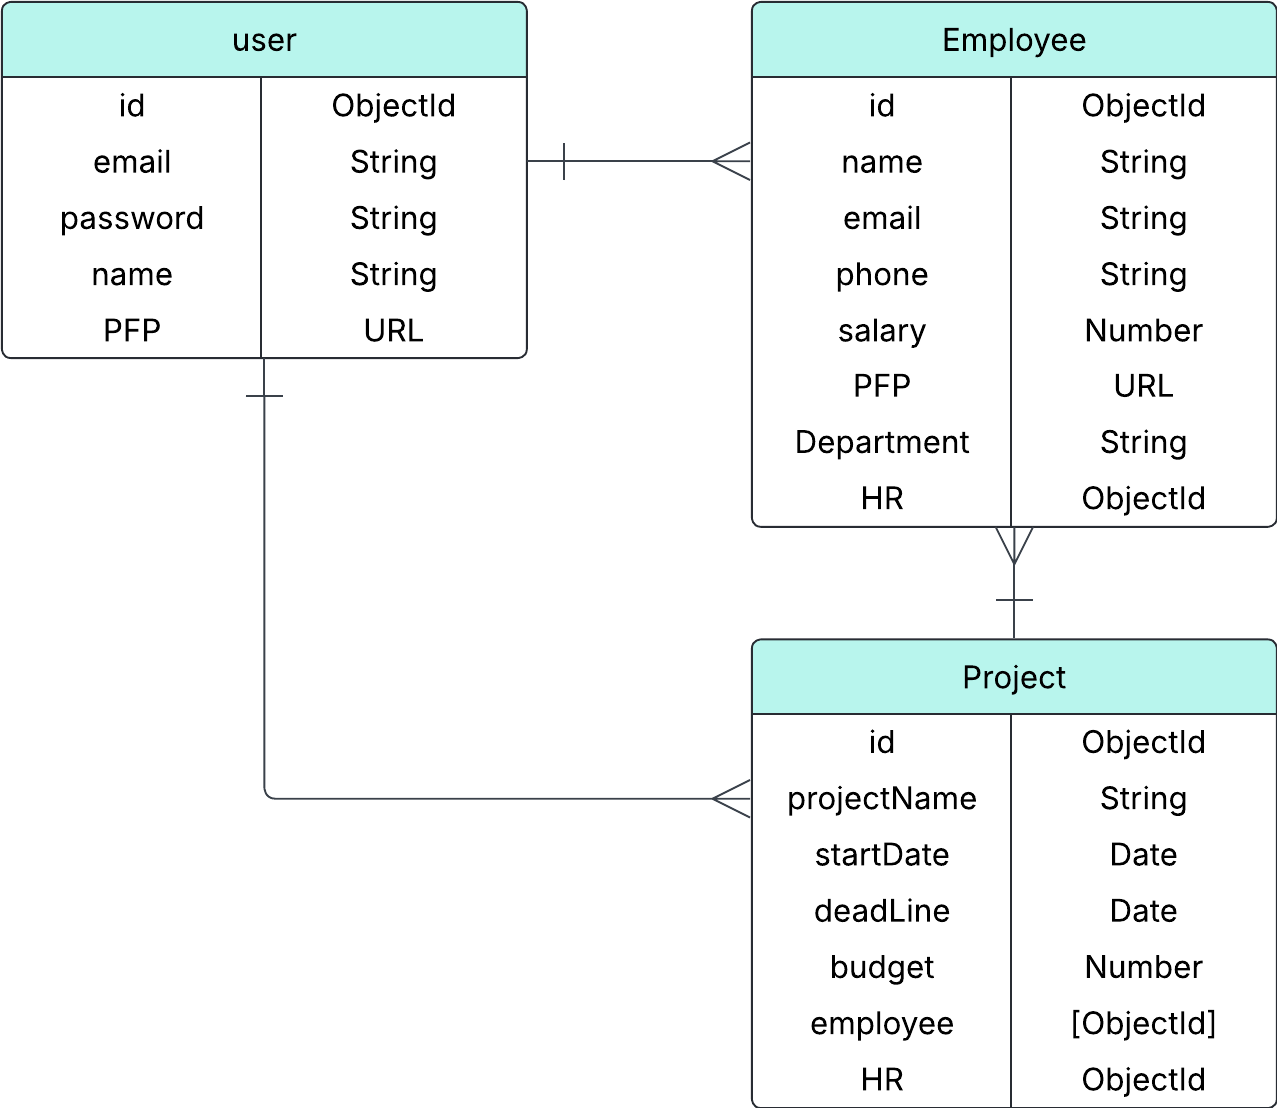 user
id ObjectId
email String
password String
name String
PFP URL
Employee
id ObjectId
name String
email String
phone String
salary Number
PFP URL
Department String
HR ObjectId
Project
id ObjectId
projectName String
startDate Date
deadLine Date
budget Number
employee [ObjectId]
HR ObjectId